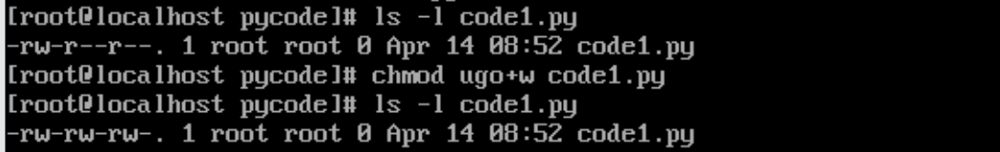 [root@localhost pycode]# ls -l code1.py
-rw-r--r--. 1 root root 0 Apr 14 08:52 code1.py
[root@localhost pycode]# chmod ugo+w code1.py
[root@localhost pycode]# ls -l code1.py
-rw-rw-rw-. 1 root root 0 Apr 14 08:52 code1.py